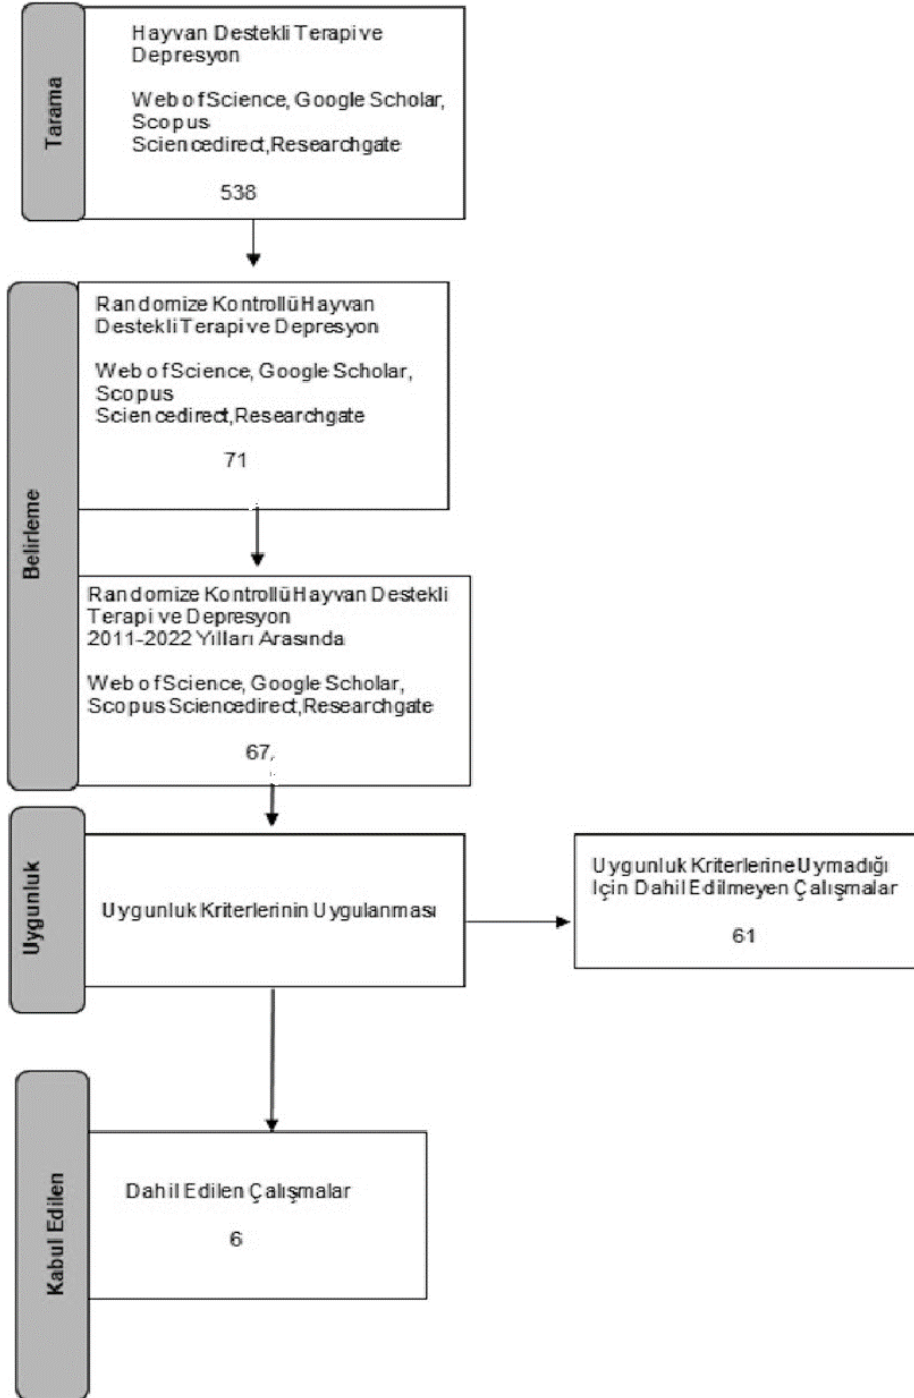 Tarama
Hayvan Destekli Terapi ve
Depresyon
Web of Science, Google Scholar,
Scopus
Sciencedirect,Researchgate
538
Belirleme
Randomize Kontrollü Hayvan
Destekli Terapi ve Depresyon
Web of Science, Google Scholar,
Scopus
Sciencedirect,Researchgate
71
Randomize Kontrollü Hayvan Destekli
Terapi ve Depresyon
2011-2022 Yılları Arasında
Web of Science, Google Scholar,
Scopus Sciencedirect,Researchgate
67
Uygunluk
Uygunluk Kriterlerinin Uygulanması
Uygunluk Kriterlerine Uymadığı
Için Dahil Edilmeyen Çalışmalar
61
Kabul Edilen
Dahil Edilen Çalışmalar
6